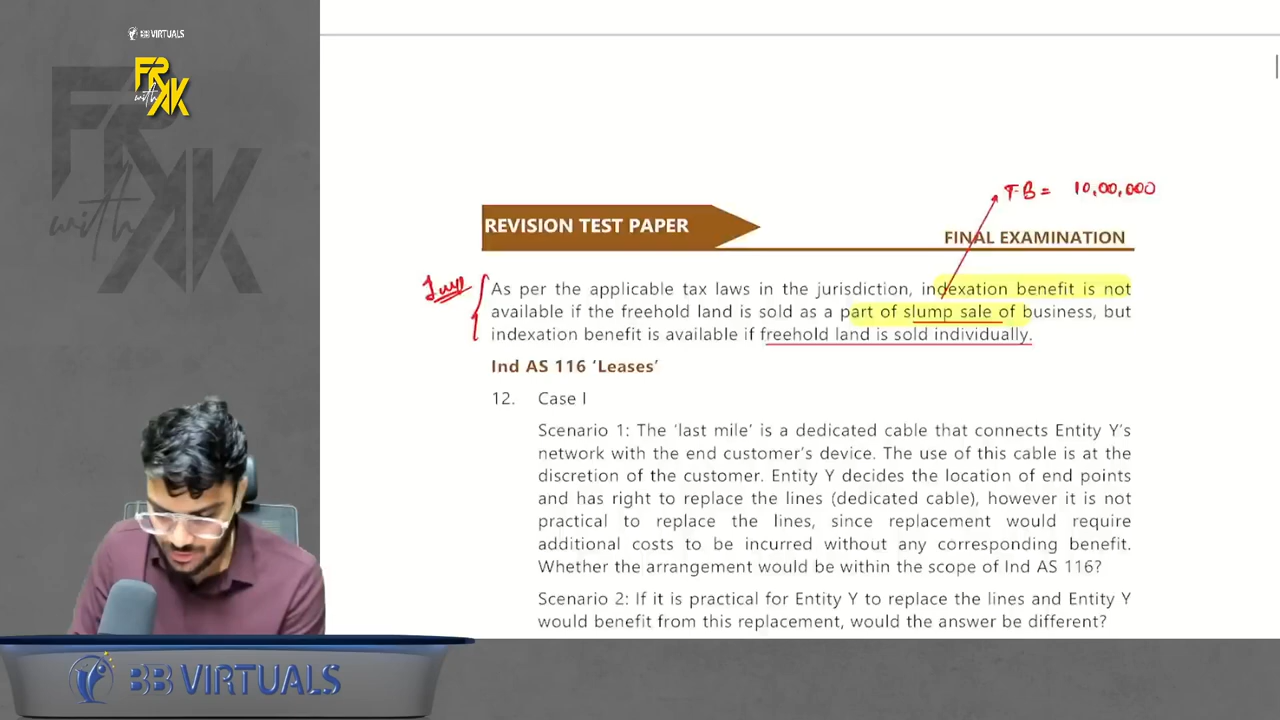 BB VIRTUALS
FR
with
KK
FR
with
KK
T.B = 10,00,000
REVISION TEST PAPER
FINAL EXAMINATION
Imp
As per the applicable tax laws in the jurisdiction, indexation benefit is not
available if the freehold land is sold as a part of slump sale of business, but
indexation benefit is available if freehold land is sold individually.
Ind AS 116 ‘Leases’
12. Case I
Scenario 1: The ‘last mile’ is a dedicated cable that connects Entity Y’s
network with the end customer’s device. The use of this cable is at the
discretion of the customer. Entity Y decides the location of end points
and has right to replace the lines (dedicated cable), however it is not
practical to replace the lines, since replacement would require
additional costs to be incurred without any corresponding benefit.
Whether the arrangement would be within the scope of Ind AS 116?
Scenario 2: If it is practical for Entity Y to replace the lines and Entity Y
would benefit from this replacement, would the answer be different?
BB VIRTUALS